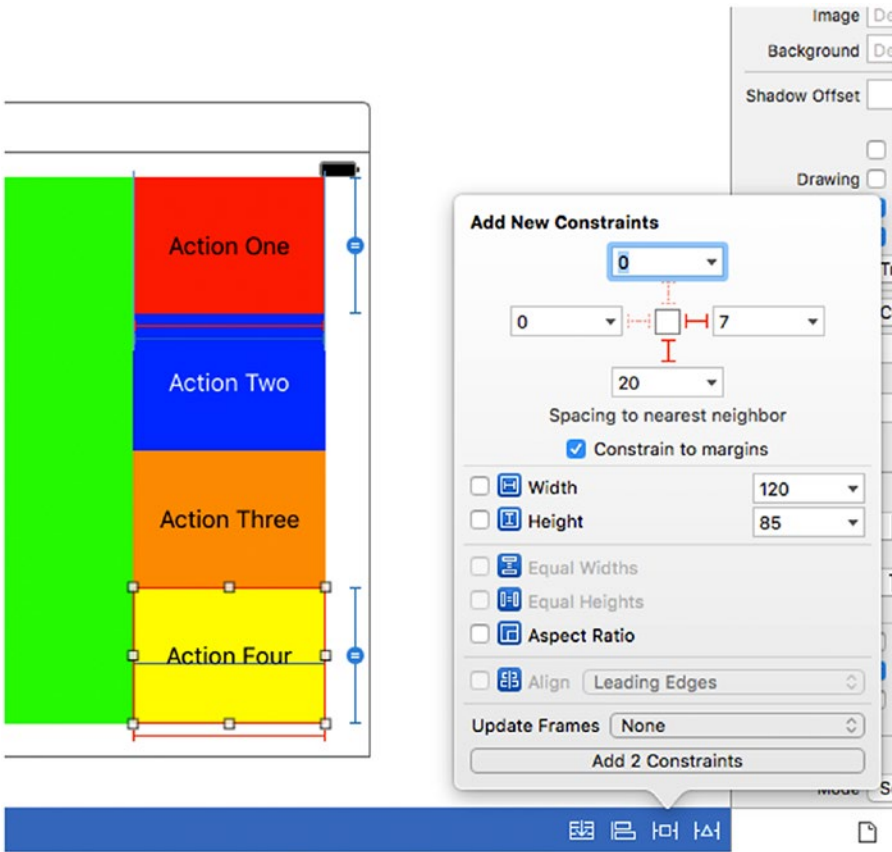 Image
Background
Shadow Offset
Drawing
Action One
Action Two
Action Three
Action Four
Add New Constraints
0
0
7
20
Spacing to nearest neighbor
Constrain to margins
Width 120
Height 85
Equal Widths
Equal Heights
Aspect Ratio
Align Leading Edges
Update Frames None
Add 2 Constraints